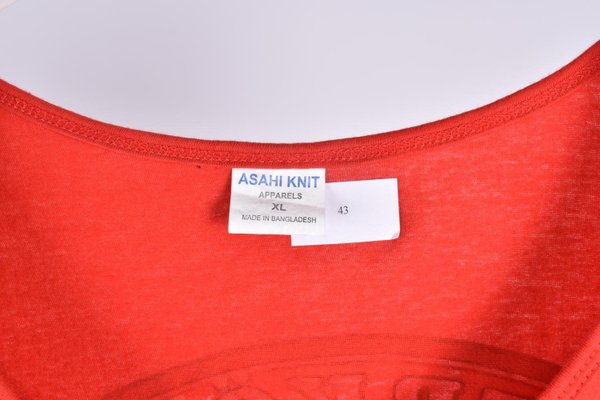 ASAHI KNIT
APPARELS
XL
MADE IN BANGLADESH
43